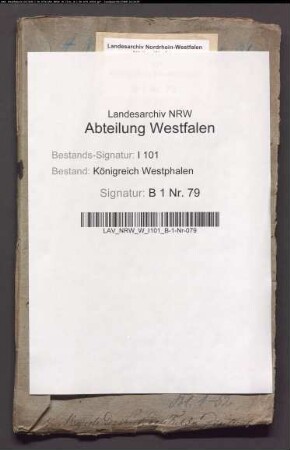 Landesarchiv Nordrhein-Westfalen
Landesarchiv NRW
Abteilung Westfalen
Bestands-Signatur: I 101
Bestand: Königreich Westphalen
Signatur: B 1 Nr. 79
LAV_NRW_W_I101_B-1-Nr-079